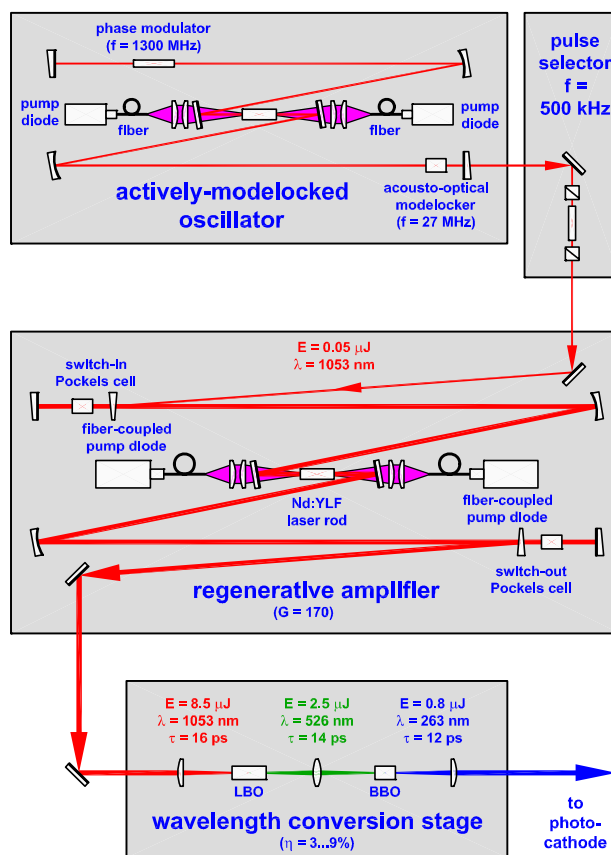 phase modulator
(f = 1300 MHz)
pump
diode
fiber
fiber
pump
diode
actively-modelocked
oscillator
acousto-optical
modelocker
(f = 27 MHz)
pulse
selector
f =
500 kHz
E = 0.05 µJ
λ = 1053 nm
switch-in
Pockels cell
fiber-coupled
pump diode
Nd:YLF
laser rod
fiber-coupled
pump diode
switch-out
Pockels cell
regenerative amplifier
(G = 170)
E = 8.5 µJ
λ = 1053 nm
τ = 16 ps
E = 2.5 µJ
λ = 526 nm
τ = 14 ps
E = 0.8 µJ
λ = 263 nm
τ = 12 ps
LBO
BBO
wavelength conversion stage
(η = 3...9%)
to
photo-
cathode